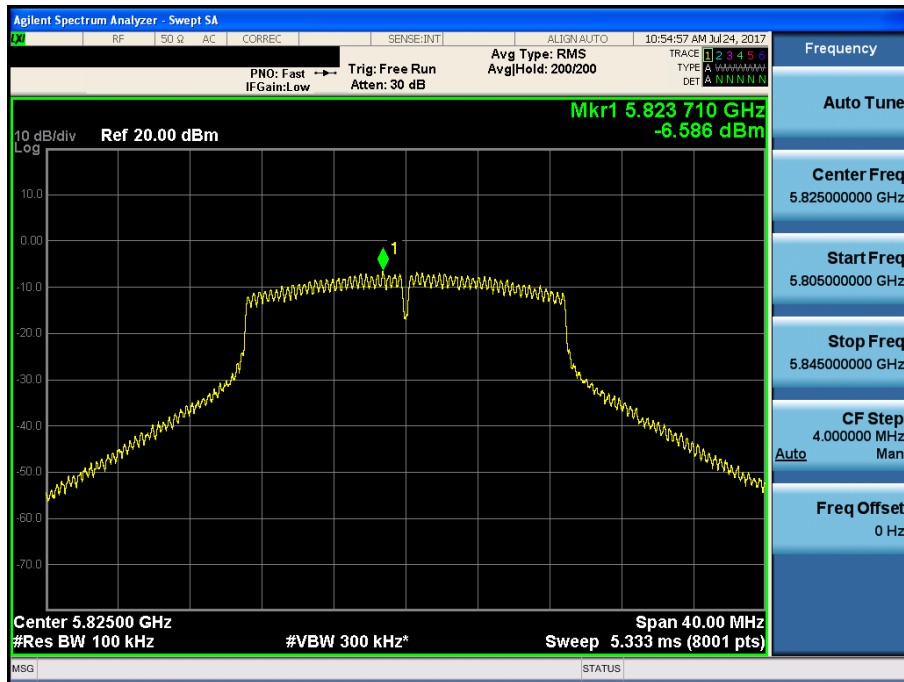 Agilent Spectrum Analyzer - Swept SA
LXI RF 50 Ω AC CORREC SENSE:INT ALIGN AUTO 10:54:57 AM Jul 24, 2017
PNO: Fast
IFGain:Low
Trig: Free Run
Atten: 30 dB
Avg Type: RMS
Avg|Hold: 200/200
TRACE 1 2 3 4 5 6
TYPE A WWWWW
DET A N N N N N
Mkr1 5.823 710 GHz
-6.586 dBm
10 dB/div Ref 20.00 dBm
Log
10.0
0.00
-10.0
-20.0
-30.0
-40.0
-50.0
-60.0
-70.0
1
Center 5.82500 GHz Span 40.00 MHz
#Res BW 100 kHz #VBW 300 kHz* Sweep 5.333 ms (8001 pts)
MSG STATUS
Frequency
Auto Tune
Center Freq
5.825000000 GHz
Start Freq
5.805000000 GHz
Stop Freq
5.845000000 GHz
CF Step
4.000000 MHz
Auto Man
Freq Offset
0 Hz